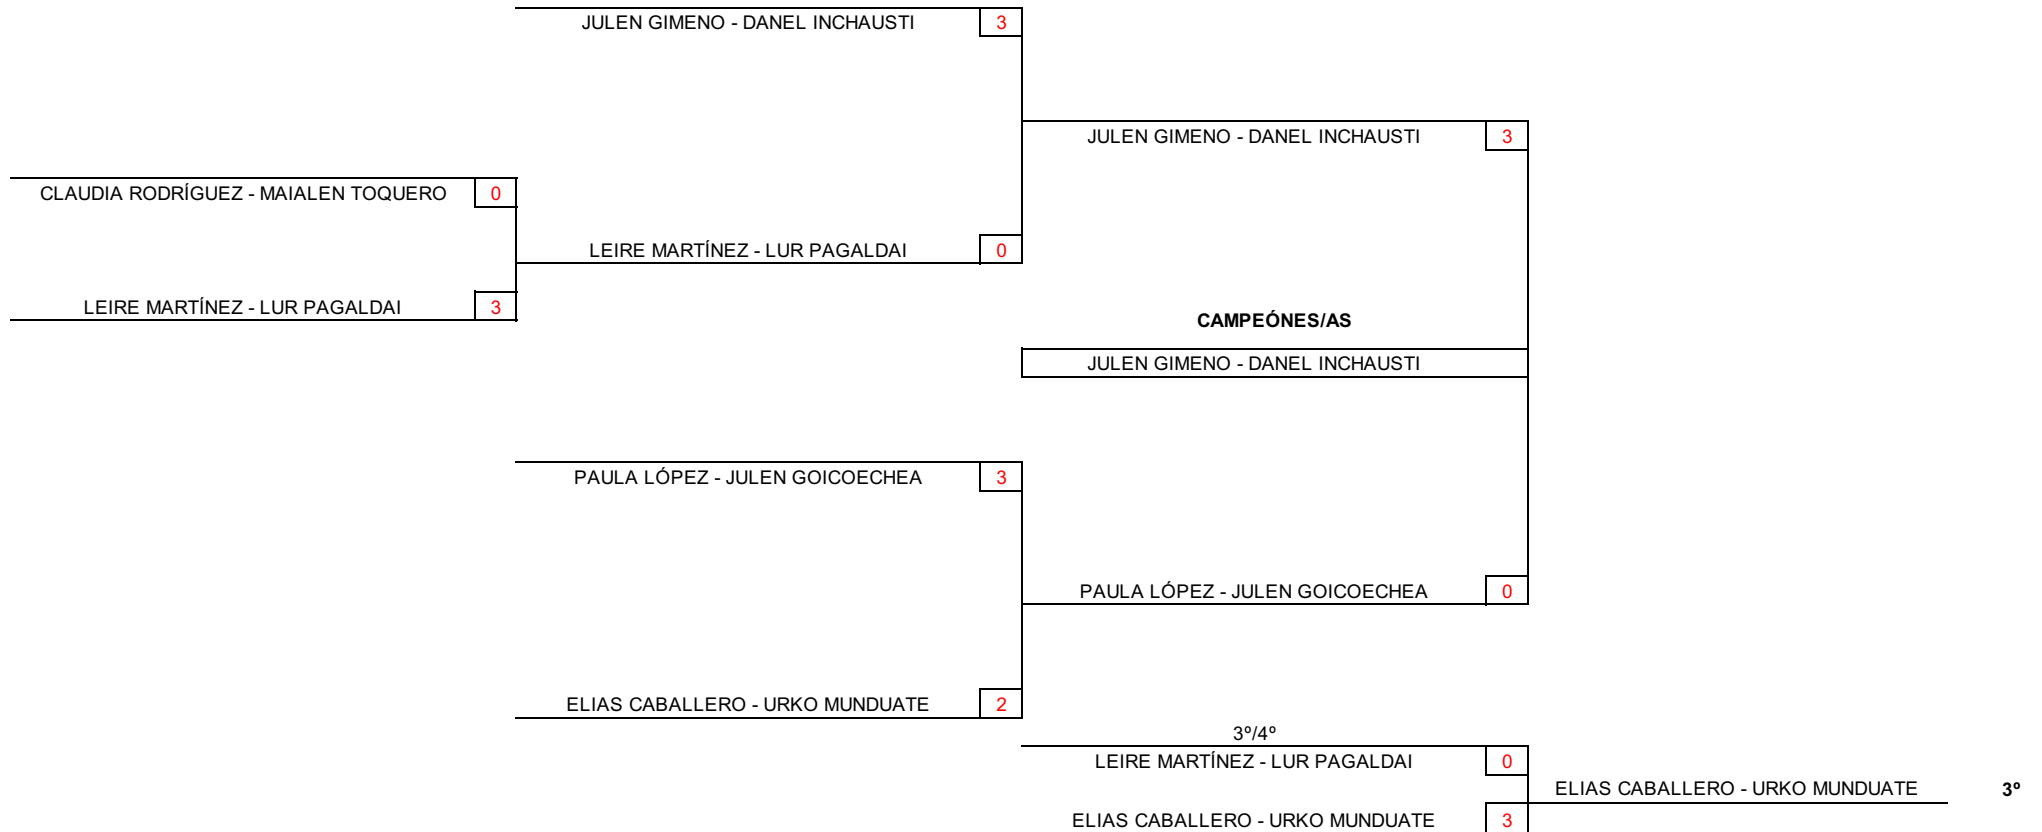 JULEN GIMENO - DANEL INCHAUSTI 3
JULEN GIMENO - DANEL INCHAUSTI 3
CLAUDIA RODRÍGUEZ - MAIALEN TOQUERO 0
LEIRE MARTÍNEZ - LUR PAGALDAI 0
LEIRE MARTÍNEZ - LUR PAGALDAI 3
CAMPEÓNES/AS
JULEN GIMENO - DANEL INCHAUSTI
PAULA LÓPEZ - JULEN GOICOECHEA 3
PAULA LÓPEZ - JULEN GOICOECHEA 0
ELIAS CABALLERO - URKO MUNDUATE 2
3º/4º
LEIRE MARTÍNEZ - LUR PAGALDAI 0
ELIAS CABALLERO - URKO MUNDUATE 3º
ELIAS CABALLERO - URKO MUNDUATE 3